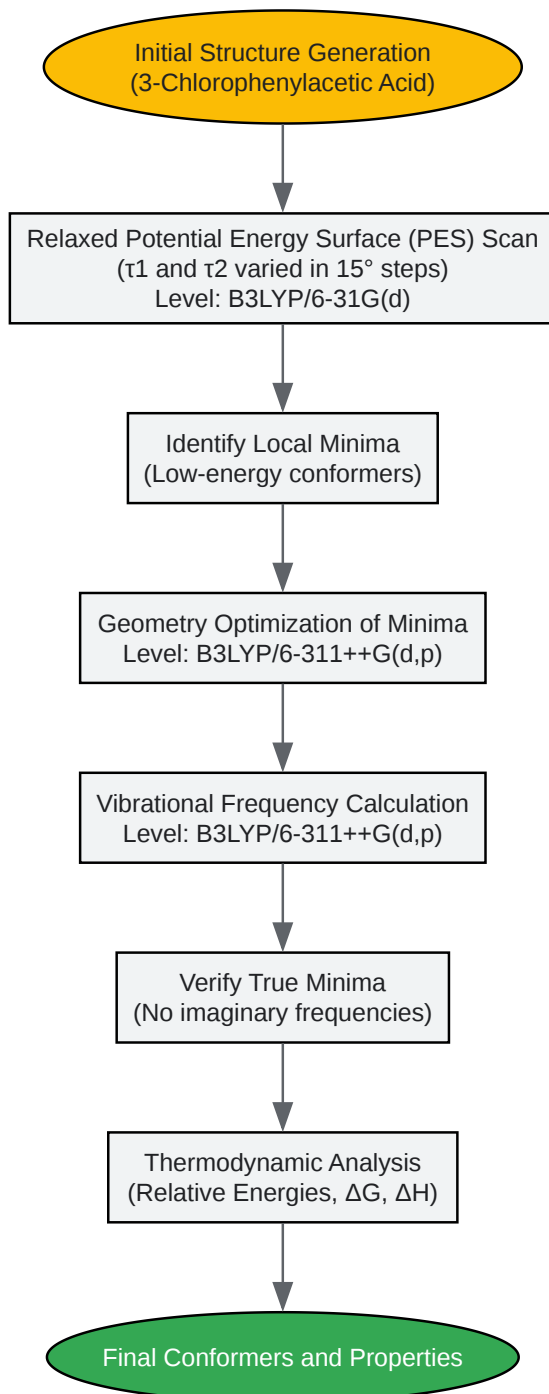 Initial Structure Generation
(3-Chlorophenylacetic Acid)
Relaxed Potential Energy Surface (PES) Scan
(τ1 and τ2 varied in 15° steps)
Level: B3LYP/6-31G(d)
Identify Local Minima
(Low-energy conformers)
Geometry Optimization of Minima
Level: B3LYP/6-311++G(d,p)
Vibrational Frequency Calculation
Level: B3LYP/6-311++G(d,p)
Verify True Minima
(No imaginary frequencies)
Thermodynamic Analysis
(Relative Energies, ΔG, ΔH)
Final Conformers and Properties